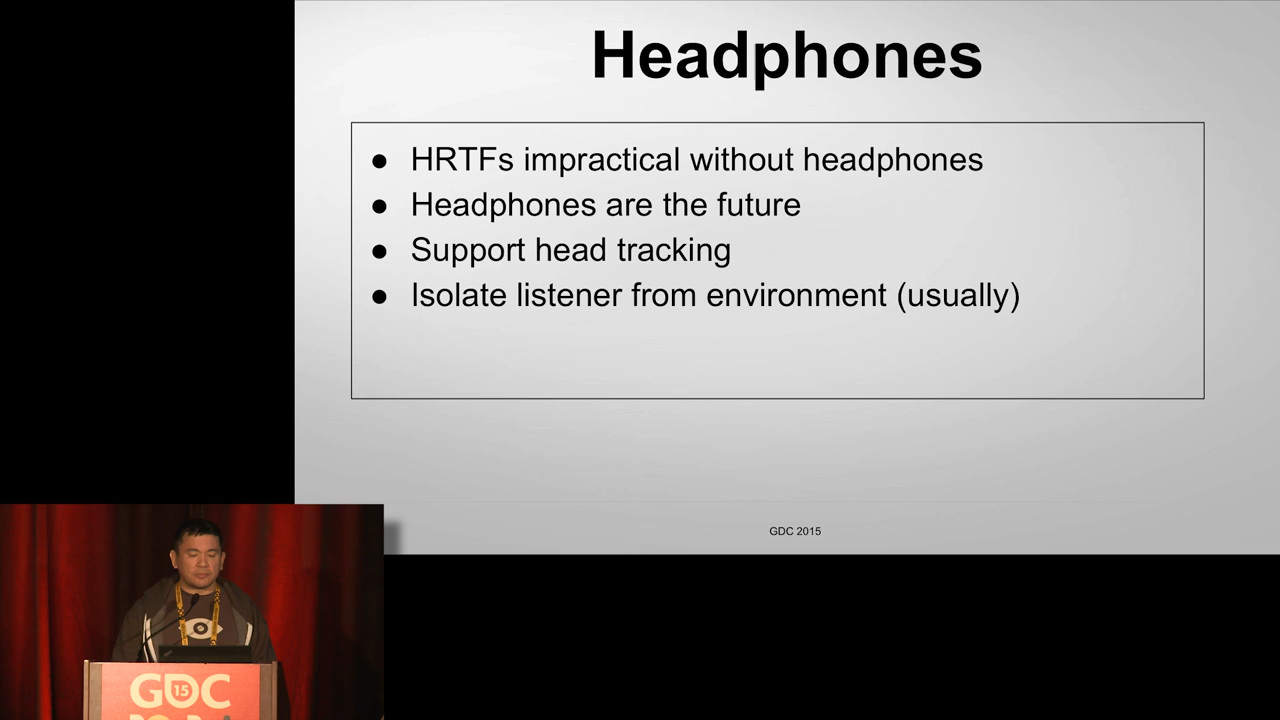 Headphones
● HRTFs impractical without headphones
● Headphones are the future
● Support head tracking
● Isolate listener from environment (usually)
GDC 2015
GDC
15